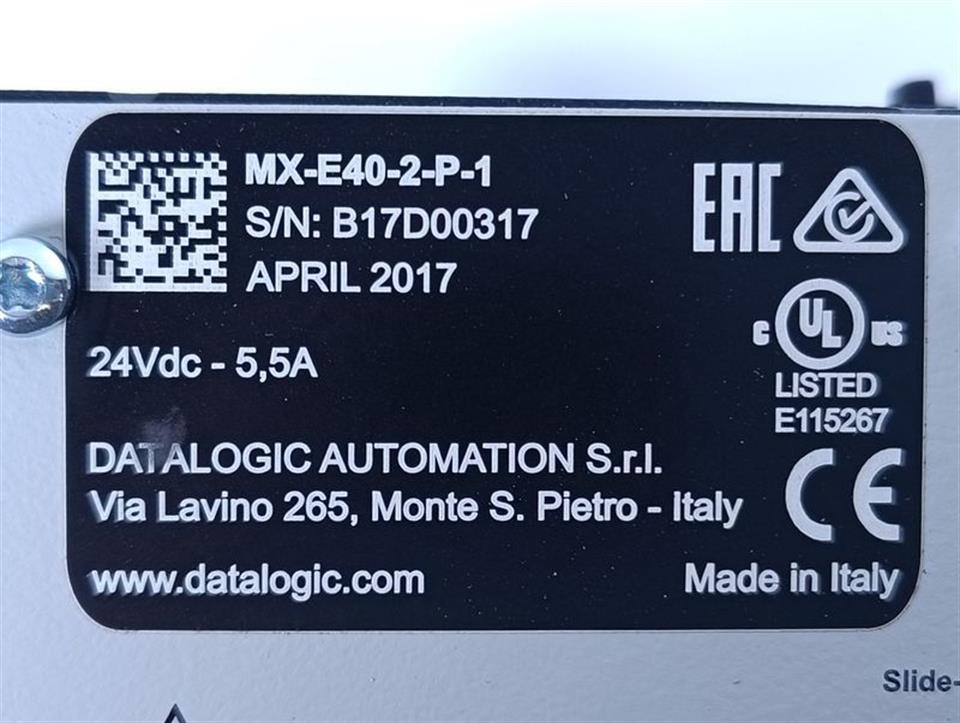 MX-E40-2-P-1
S/N: B17D00317
APRIL 2017
EAC
24Vdc - 5,5A
C UL US
LISTED
E115267
DATALOGIC AUTOMATION S.r.l.
Via Lavino 265, Monte S. Pietro - Italy
CE
www.datalogic.com
Made in Italy
Slide-